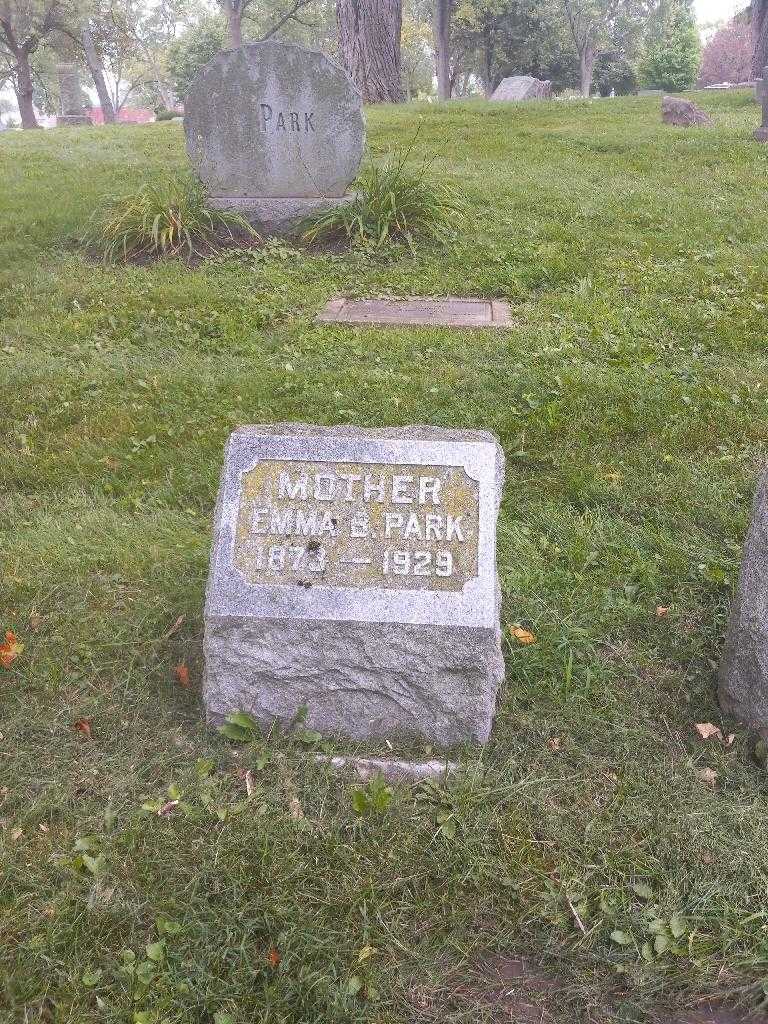 PARK
MOTHER
EMMA B. PARK
1873 — 1929